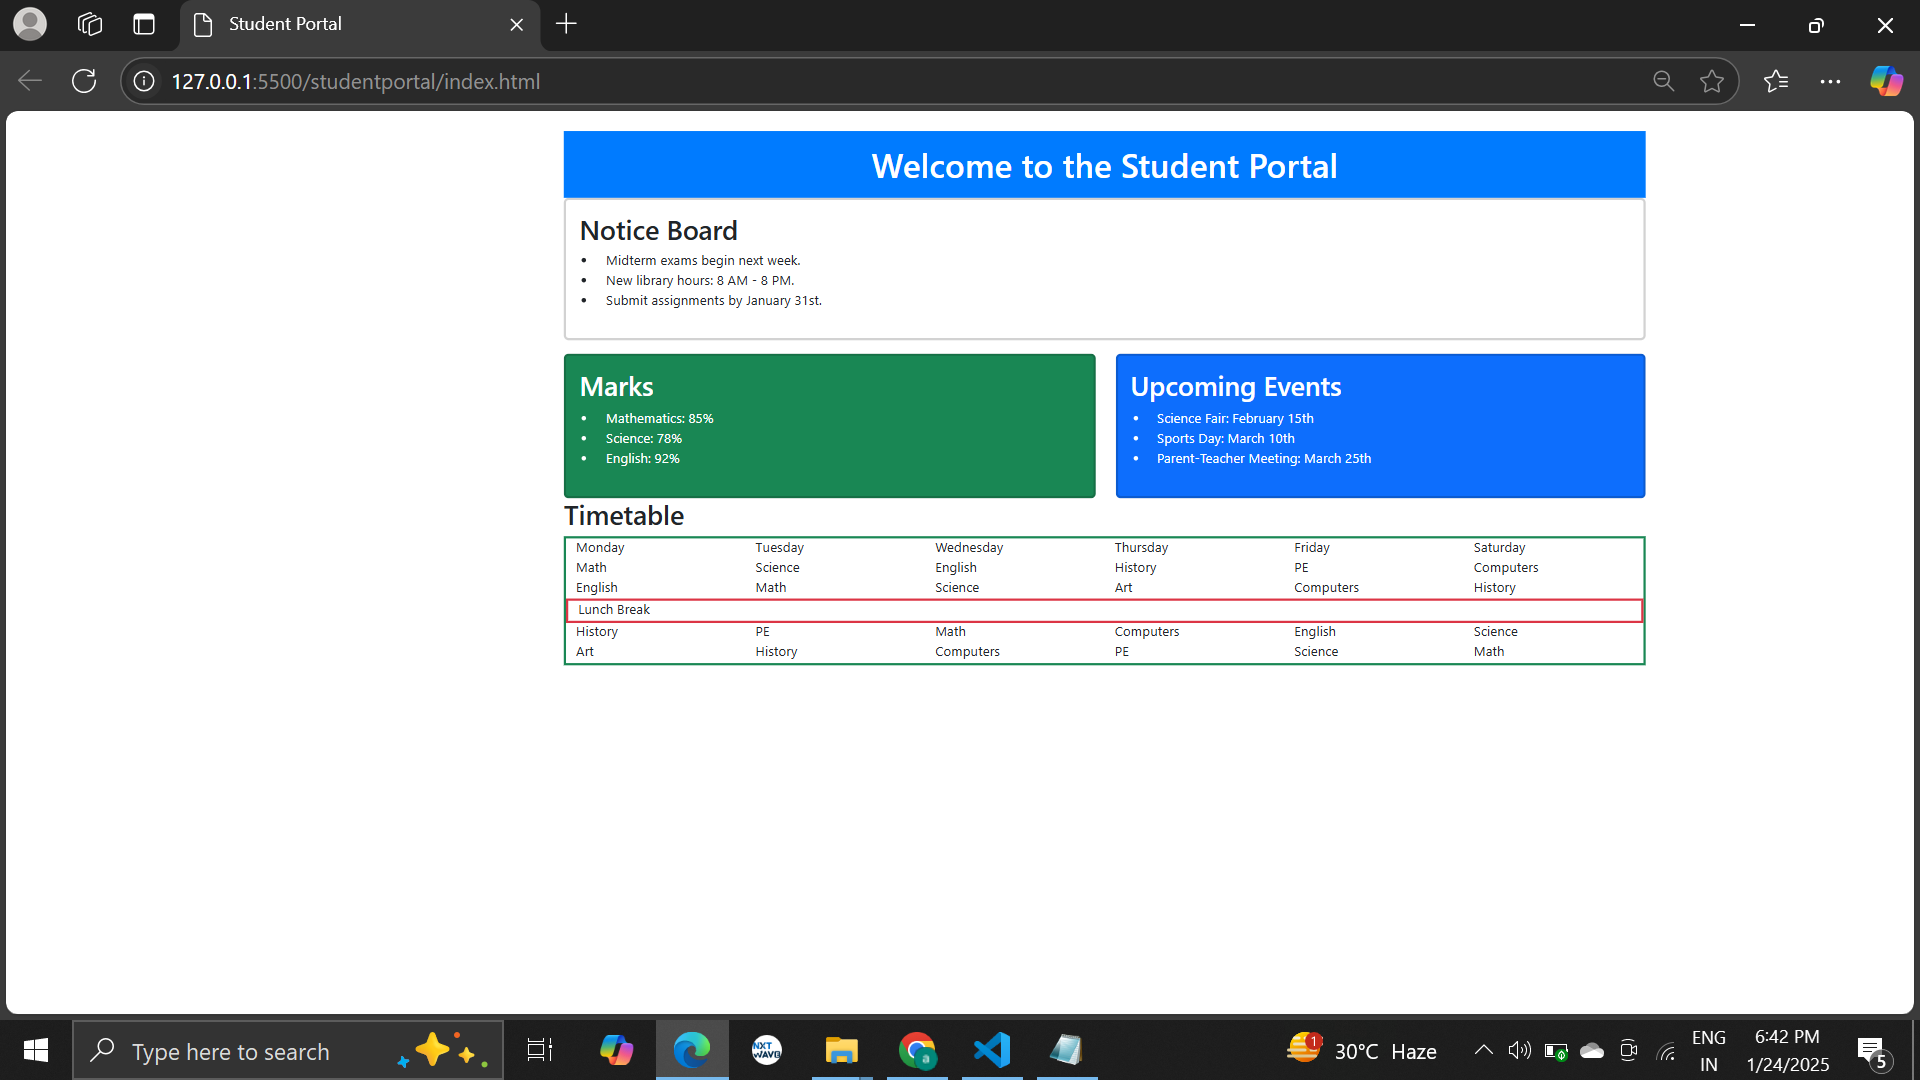 Student Portal
127.0.0.1:5500/studentportal/index.html
Welcome to the Student Portal
Notice Board
• Midterm exams begin next week.
• New library hours: 8 AM - 8 PM.
• Submit assignments by January 31st.
Marks
• Mathematics: 85%
• Science: 78%
• English: 92%
Upcoming Events
• Science Fair: February 15th
• Sports Day: March 10th
• Parent-Teacher Meeting: March 25th
Timetable
Monday Tuesday Wednesday Thursday Friday Saturday
Math Science English History PE Computers
English Math Science Art Computers History
Lunch Break
History PE Math Computers English Science
Art History Computers PE Science Math
Type here to search
NXT
WAVE
a
1
30°C Haze
ENG
IN
6:42 PM
1/24/2025
5